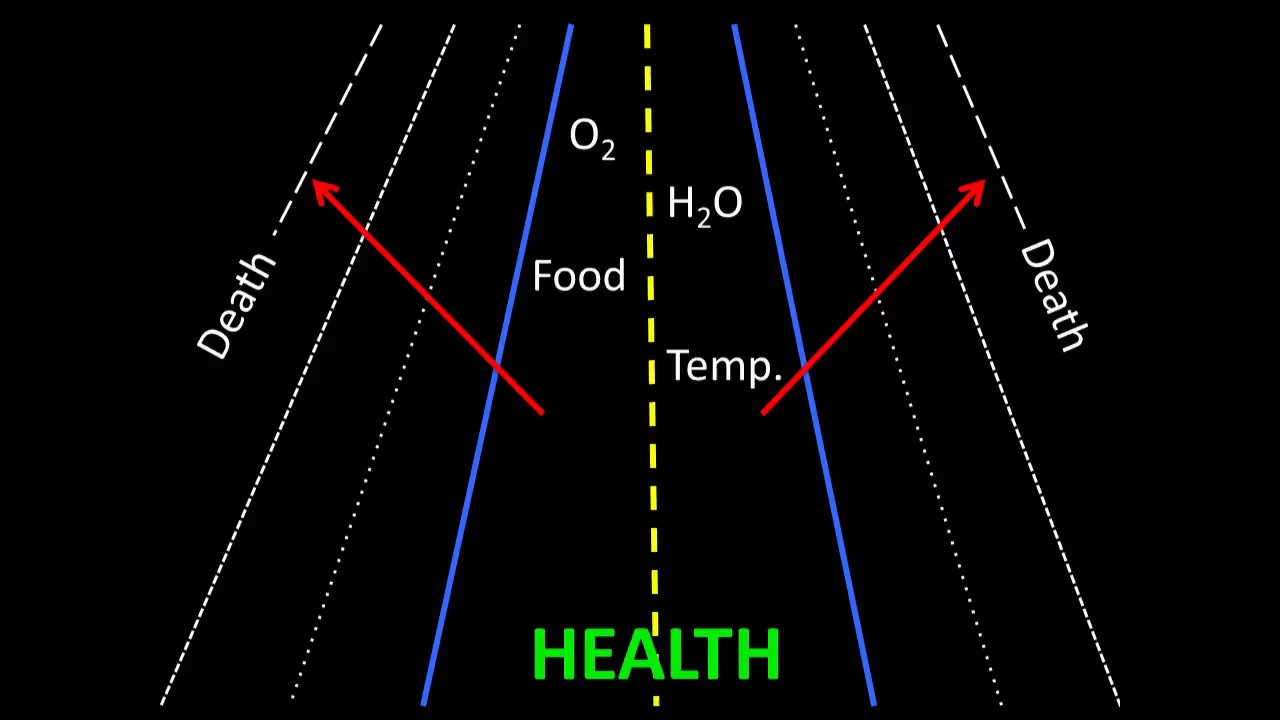 O₂
H₂O
Food
Death
Death
Temp.
HEALTH